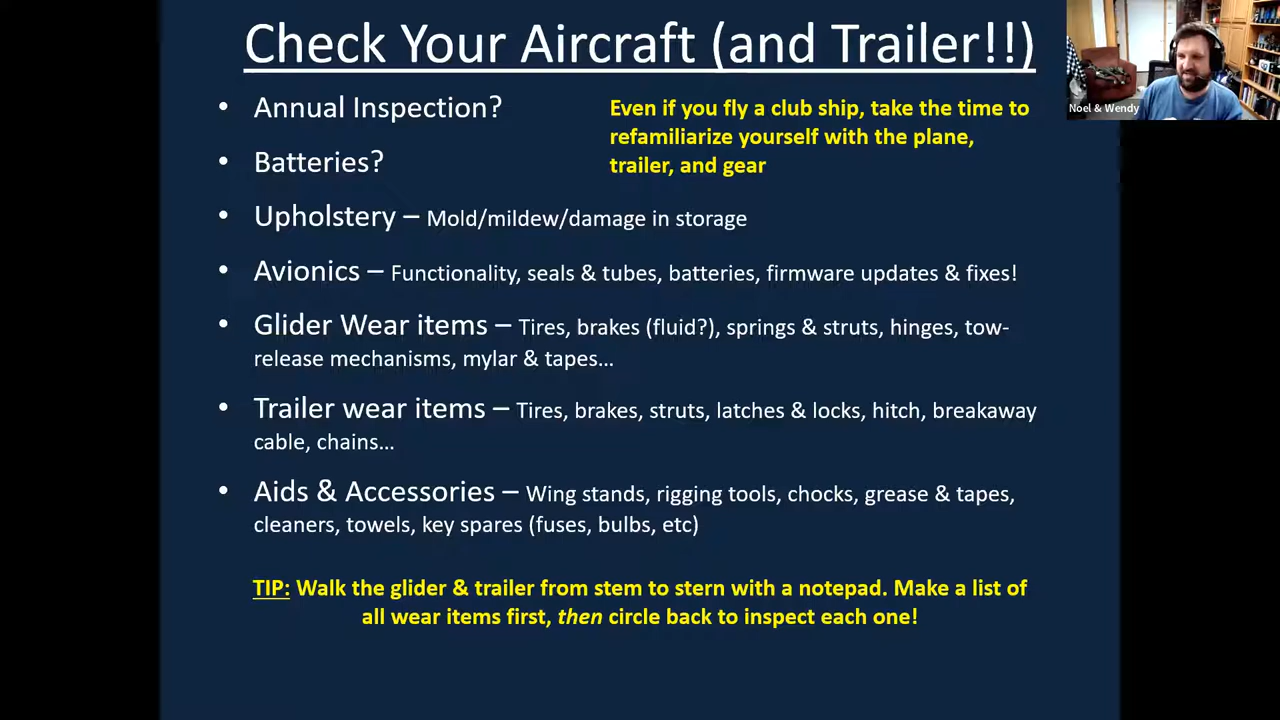 Check Your Aircraft (and Trailer!!)
• Annual Inspection?
Even if you fly a club ship, take the time to
refamiliarize yourself with the plane,
trailer, and gear
• Batteries?
• Upholstery – Mold/mildew/damage in storage
• Avionics – Functionality, seals & tubes, batteries, firmware updates & fixes!
• Glider Wear items – Tires, brakes (fluid?), springs & struts, hinges, tow-
release mechanisms, mylar & tapes…
• Trailer wear items – Tires, brakes, struts, latches & locks, hitch, breakaway
cable, chains…
• Aids & Accessories – Wing stands, rigging tools, chocks, grease & tapes,
cleaners, towels, key spares (fuses, bulbs, etc)
TIP: Walk the glider & trailer from stem to stern with a notepad. Make a list of
all wear items first, then circle back to inspect each one!
Noel & Wendy